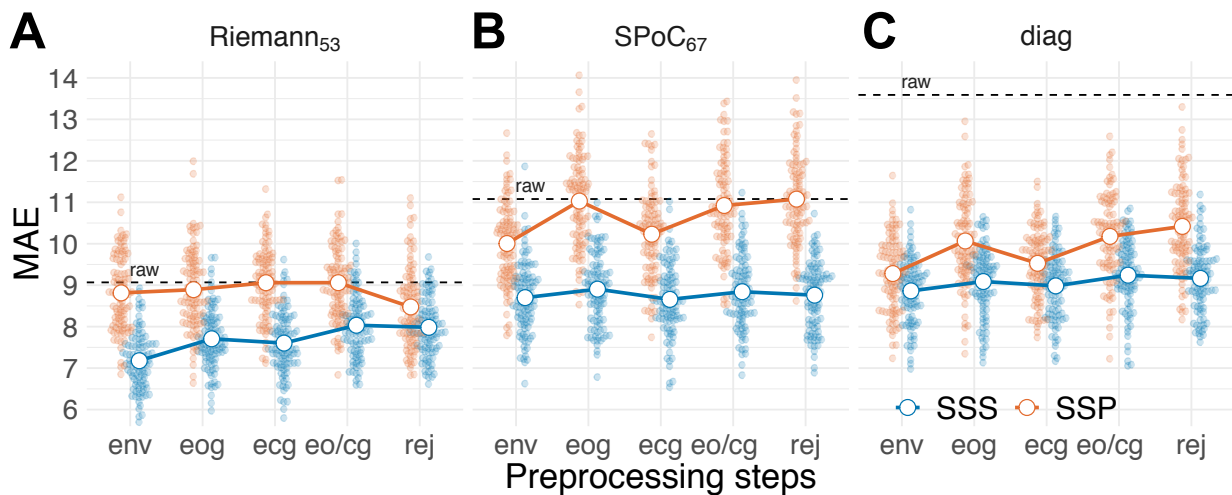 A
Riemann53
B
SPoC67
C
diag
MAE
14
13
12
11
10
9
8
7
6
raw
raw
raw
SSS
SSP
env eog ecg eo/cg rej
env eog ecg eo/cg rej
env eog ecg eo/cg rej
Preprocessing steps